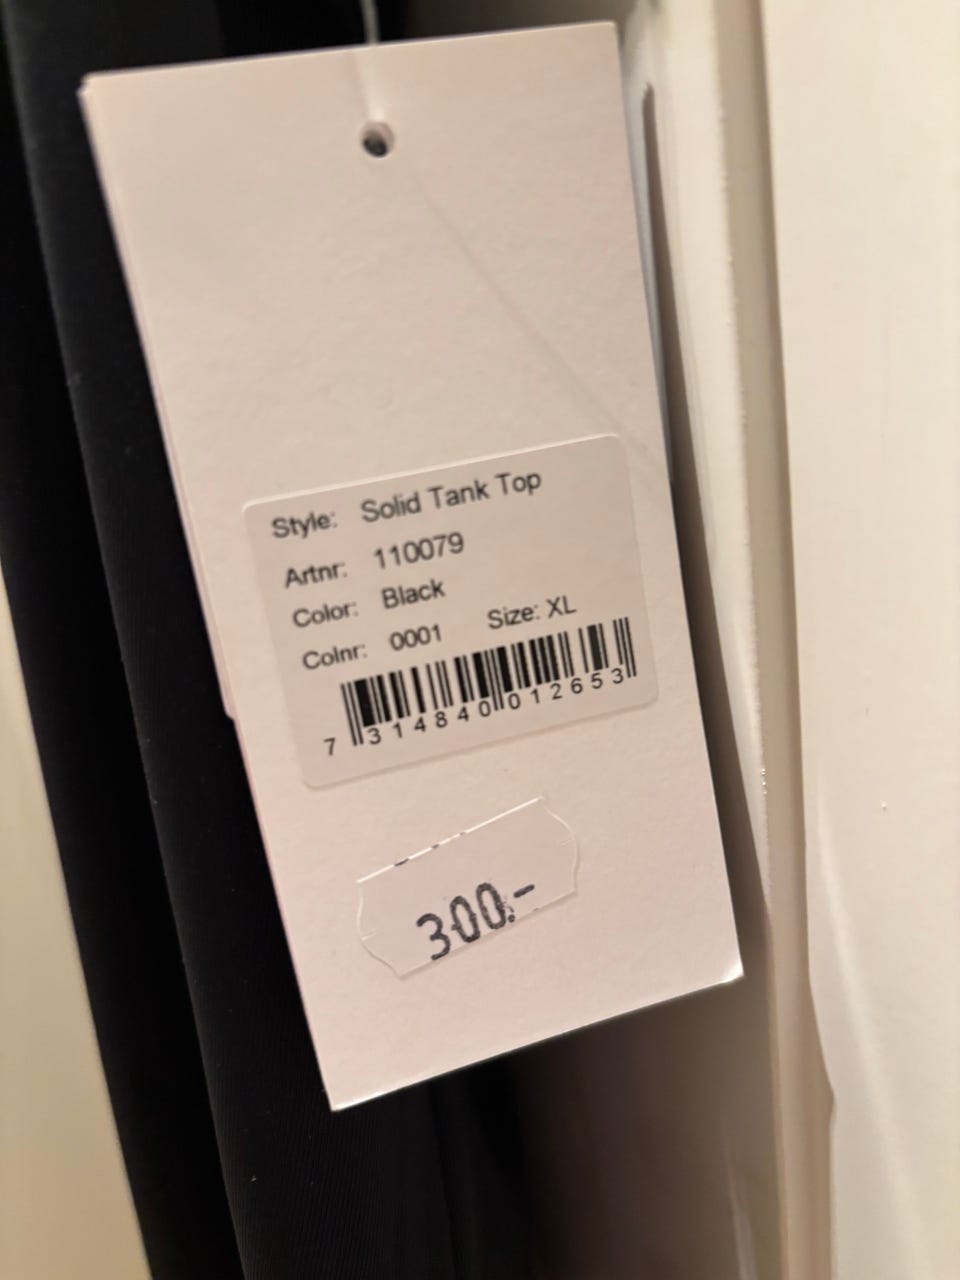 Style: Solid Tank Top
Artnr: 110079
Color: Black
Colnr: 0001 Size: XL
7 314840 012653
300.-